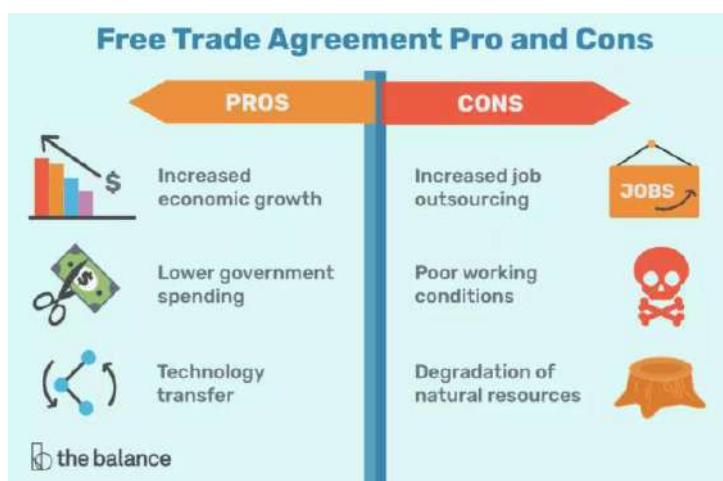 Free Trade Agreement Pro and Cons
PROS
CONS
$
Increased
economic growth
Increased job
outsourcing
JOBS
$
Lower government
spending
Poor working
conditions
Technology
transfer
Degradation of
natural resources
the balance